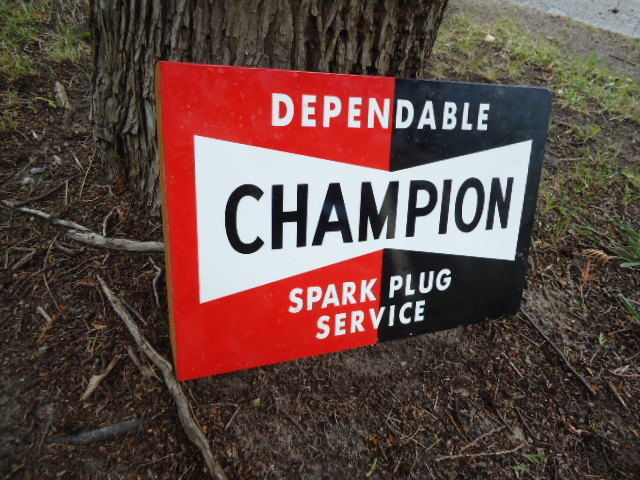 DEPENDABLE
CHAMPION
SPARK PLUG
SERVICE